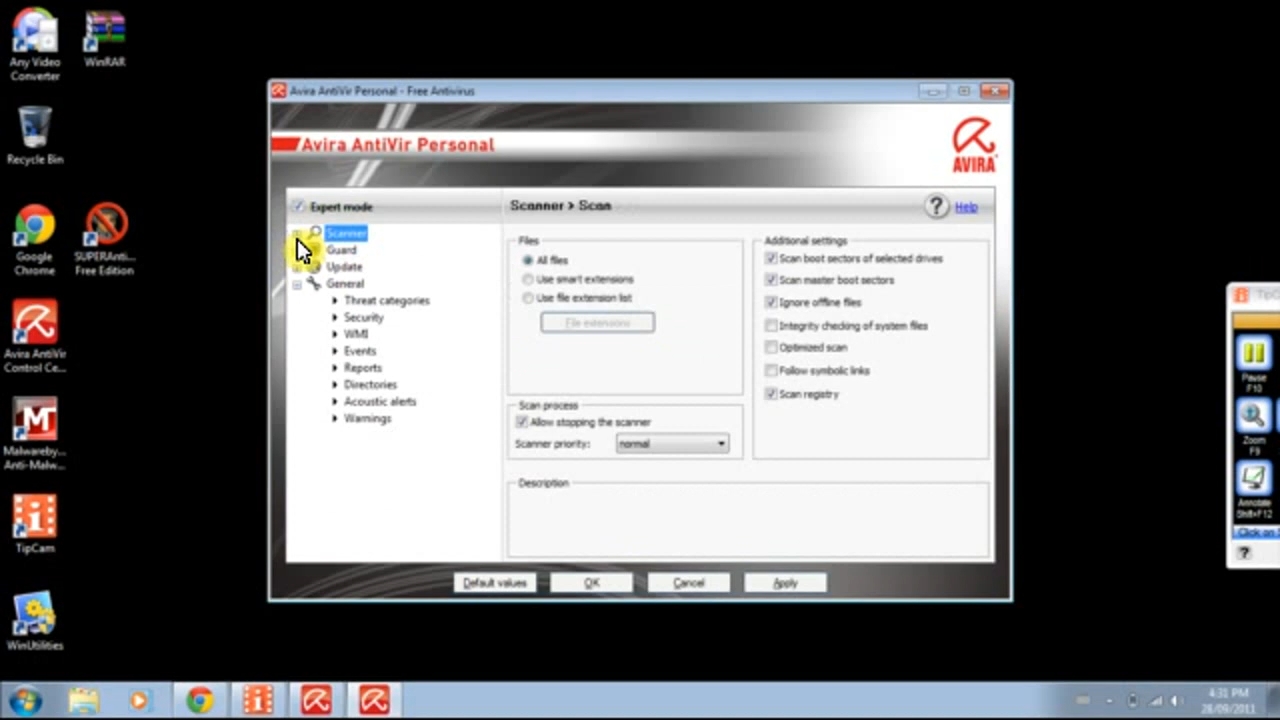 Any Video
Converter
WinRAR
Recycle Bin
Google
Chrome
SUPERAnti...
Free Edition
Avira AntiVir
Control Ce...
Malwareby...
Anti-Malw...
TipCam
WinUtilities
Avira AntiVir Personal - Free Antivirus
Avira AntiVir Personal
AVIRA
Expert mode
Scanner > Scan
? Help
Scanner
Guard
Update
General
Threat categories
Security
WMI
Events
Reports
Directories
Acoustic alerts
Warnings
Files
All files
Use smart extensions
Use file extension list
File extensions
Scan process
Allow stopping the scanner
Scanner priority: normal
Additional settings
Scan boot sectors of selected drives
Scan master boot sectors
Ignore offline files
Integrity checking of system files
Optimized scan
Follow symbolic links
Scan registry
Description
Default values
OK
Cancel
Apply
TipC
Pause
F10
Zoom
F9
Annotate
Shift+F12
Click on
?
4:31 PM
28/09/2011